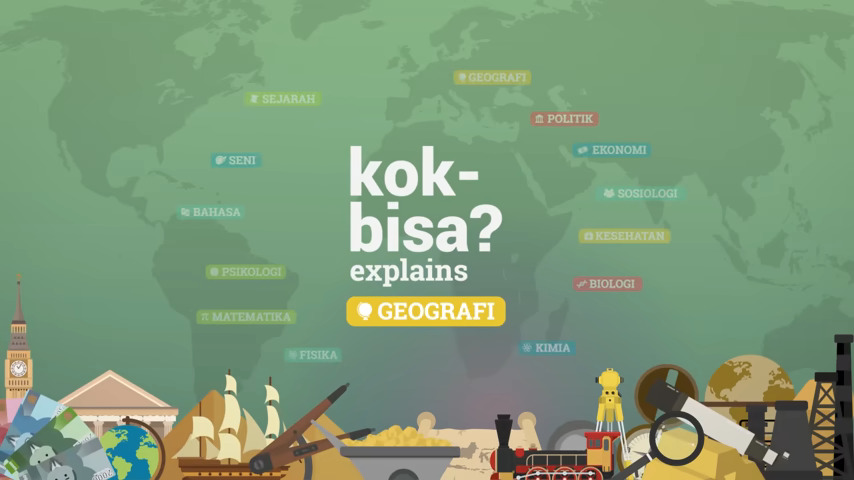 GEOGRAFI
SEJARAH
POLITIK
EKONOMI
SENI
SOSIOLOGI
BAHASA
KESEHATAN
PSIKOLOGI
BIOLOGI
MATEMATIKA
KIMIA
FISIKA
kok-
bisa?
explains
GEOGRAFI